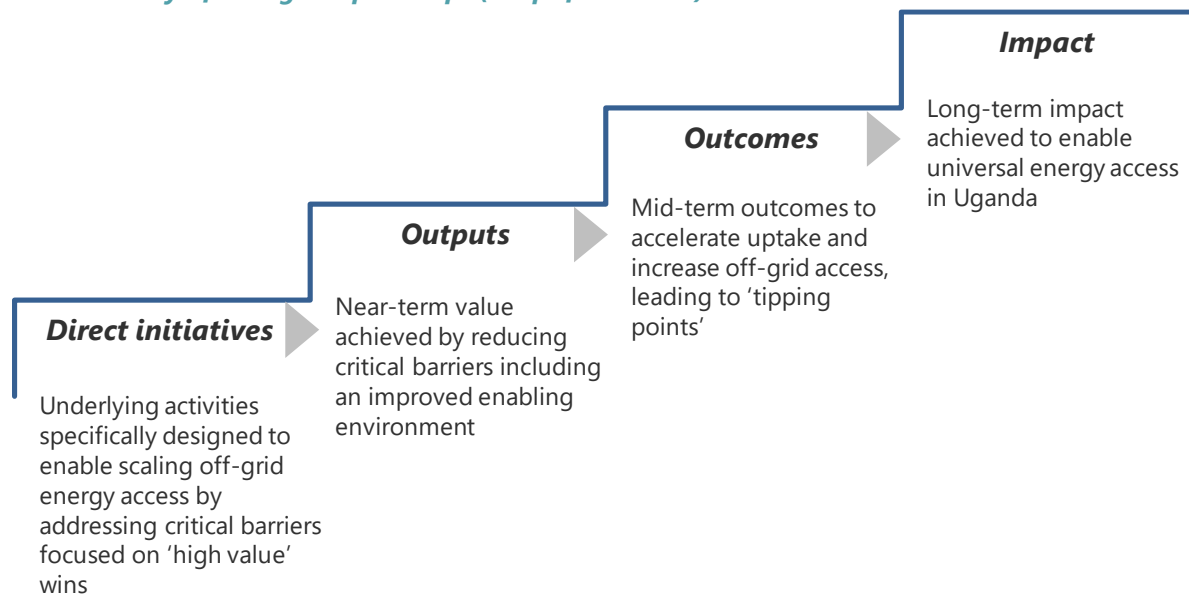 Impact
Long-term impact
achieved to enable
universal energy access
in Uganda
Outcomes
Mid-term outcomes to
accelerate uptake and
increase off-grid access,
leading to ‘tipping
points’
Outputs
Near-term value
achieved by reducing
critical barriers including
an improved enabling
environment
Direct initiatives
Underlying activities
specifically designed to
enable scaling off-grid
energy access by
addressing critical barriers
focused on ‘high value’
wins